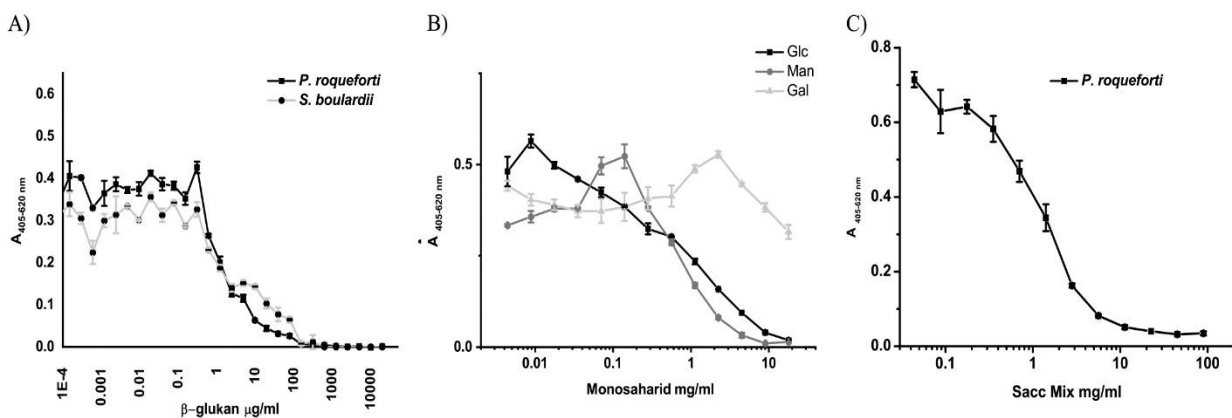 A)
P. roqueforti
S. boulardii
A 405-620 nm
0.6
0.5
0.4
0.3
0.2
0.1
0.0
1E-4
0.001
0.01
0.1
1
10
100
1000
10000
β-glukan µg/ml
B)
Glc
Man
Gal
A 405-620 nm
0.5
0.0
0.01
0.1
1
10
Monosaharid mg/ml
C)
P. roqueforti
A 405-620 nm
0.8
0.6
0.4
0.2
0.0
0.1
1
10
100
Sacc Mix mg/ml